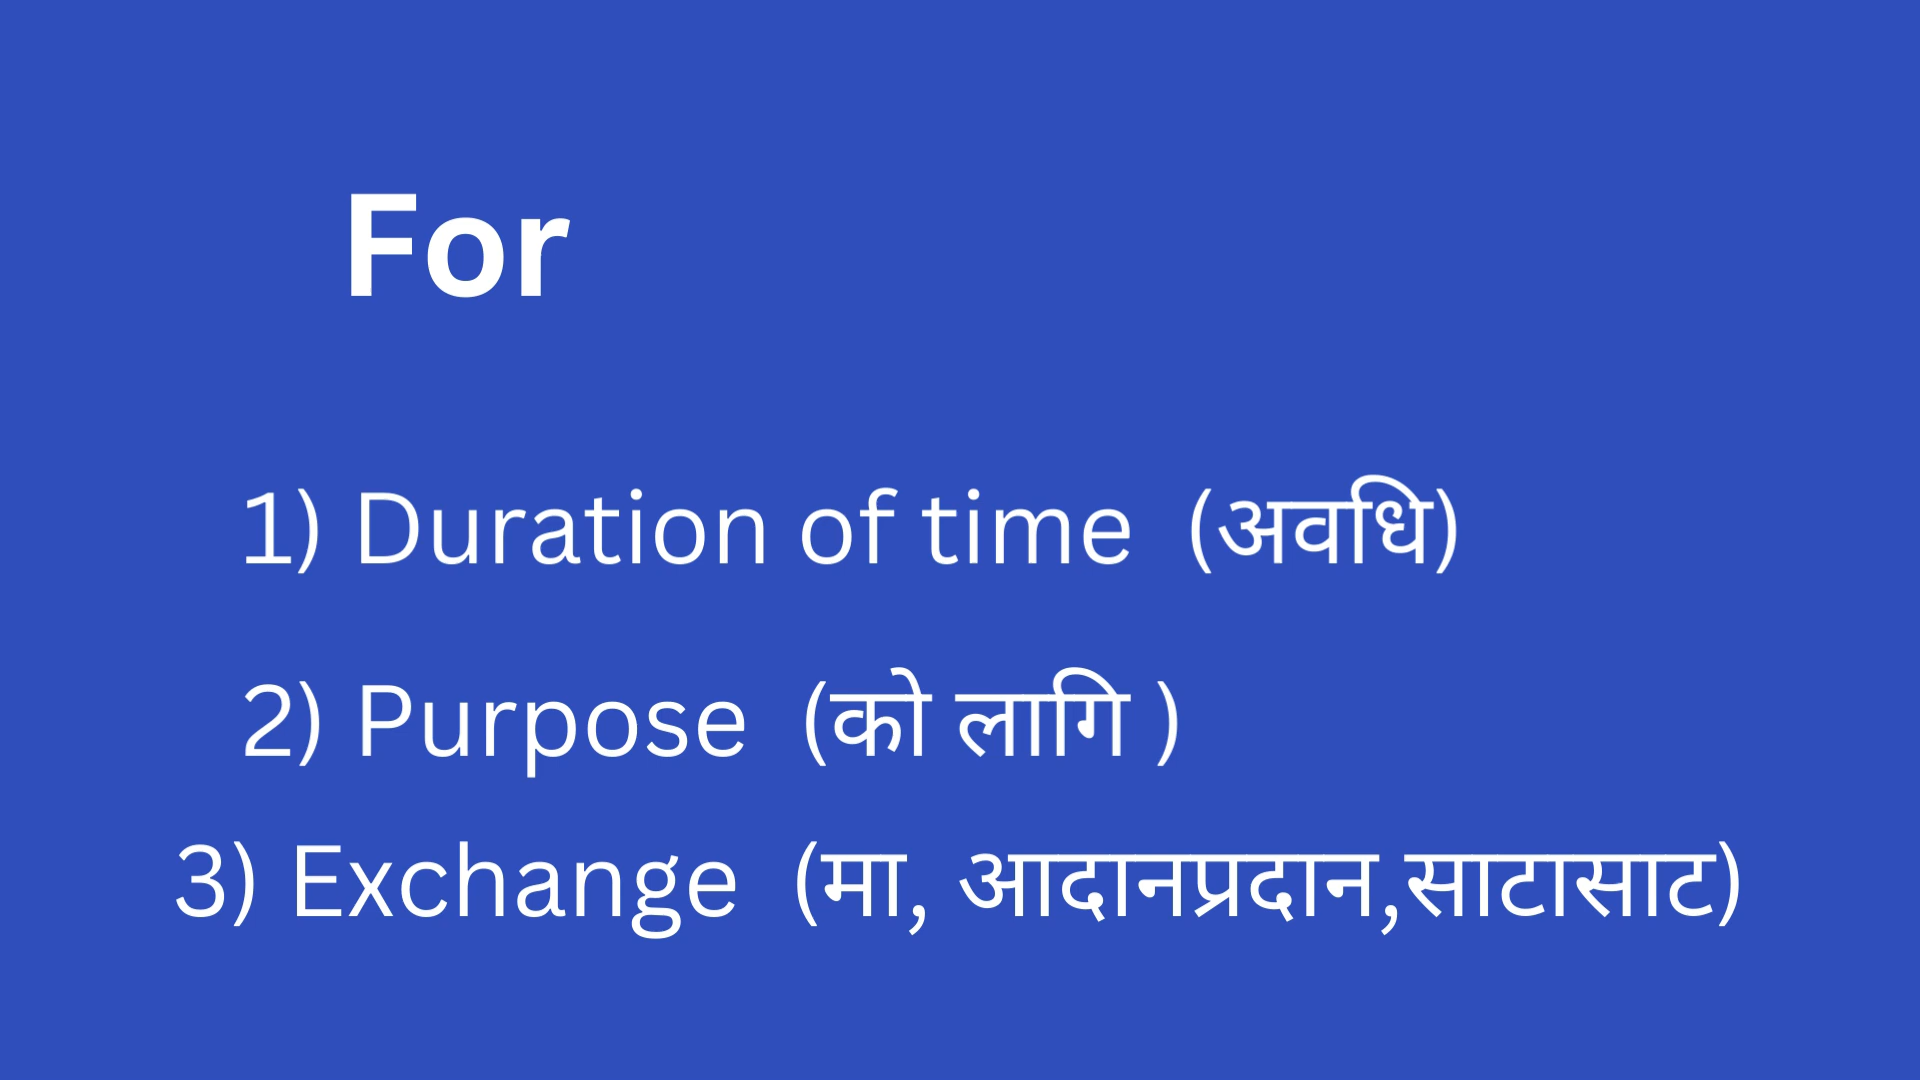 For
1) Duration of time (अवधि)
2) Purpose (को लागि )
3) Exchange (मा, आदानप्रदान,साटासाट)